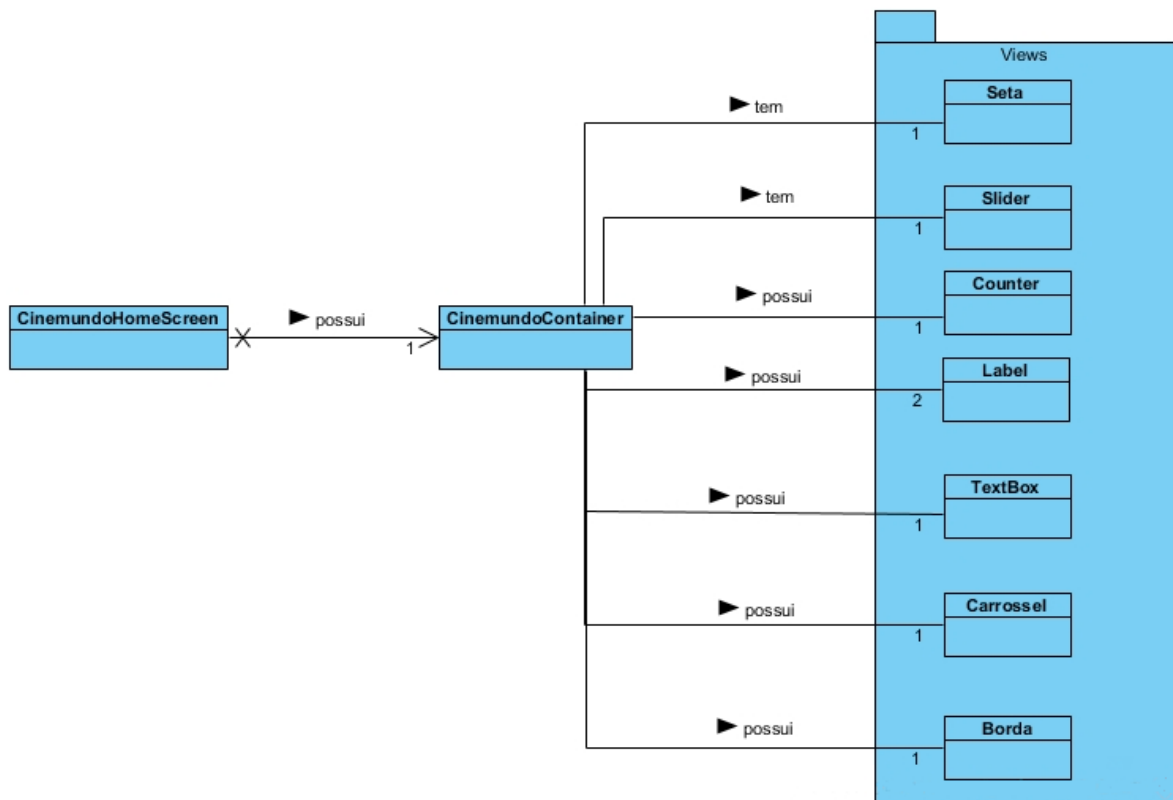 Views
Seta
tem
1
Slider
tem
1
Counter
possui
1
CinemundoHomeScreen
possui
1
CinemundoContainer
Label
possui
2
TextBox
possui
1
Carrossel
possui
1
Borda
possui
1